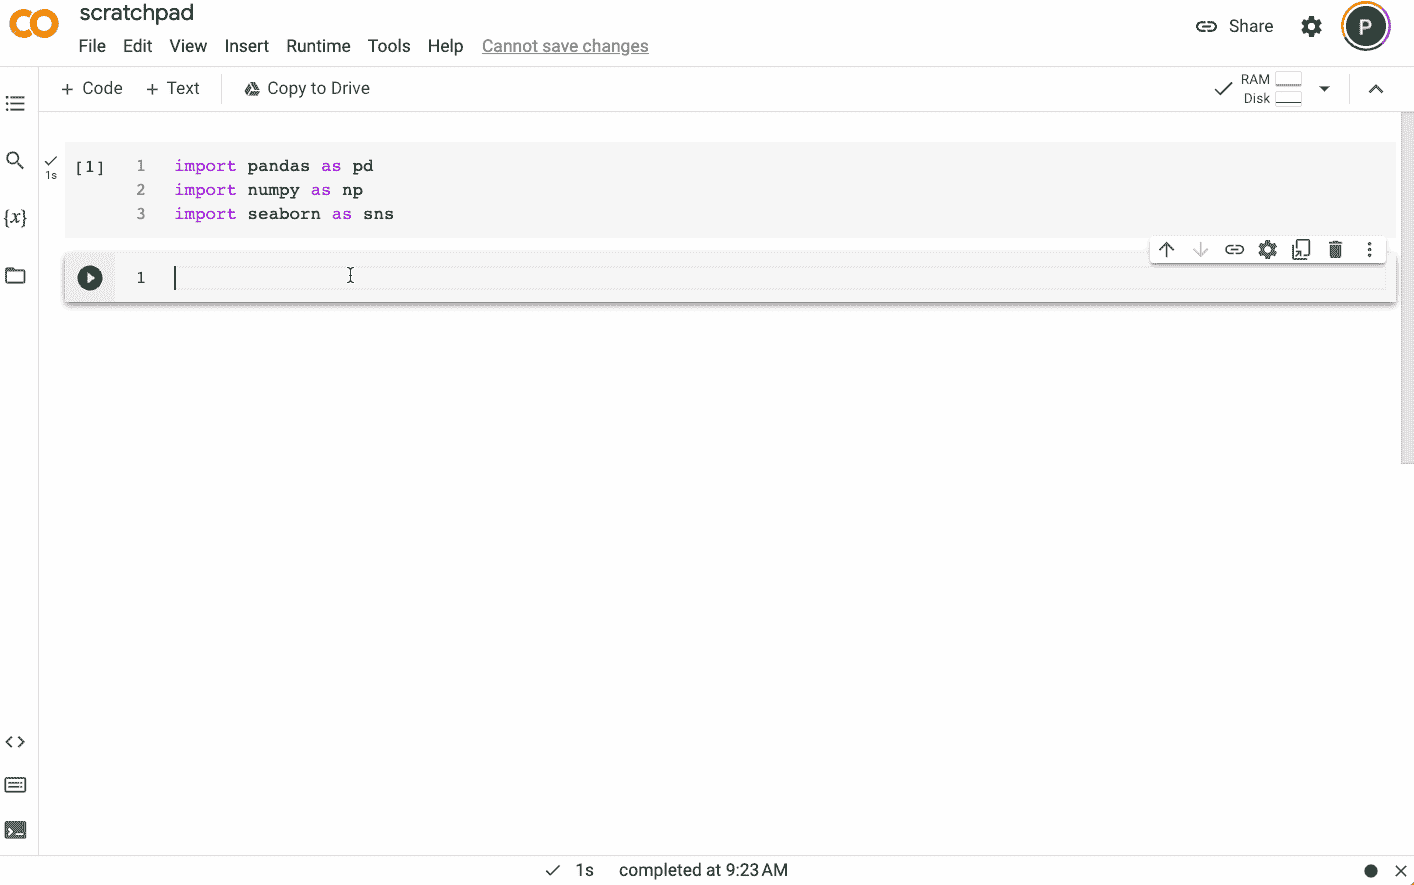 scratchpad
File Edit View Insert Runtime Tools Help Cannot save changes
Share
P
+ Code + Text Copy to Drive
RAM
Disk
1s
[1]
1 import pandas as pd
2 import numpy as np
3 import seaborn as sns
{x}
1
1s completed at 9:23 AM